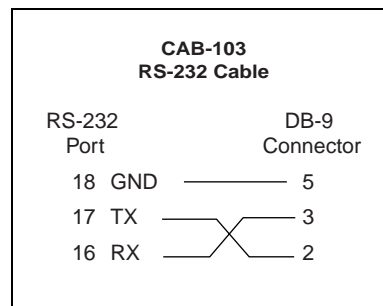 CAB-103
RS-232 Cable
RS-232 Port
DB-9 Connector
18 GND 5
17 TX 3
16 RX 2